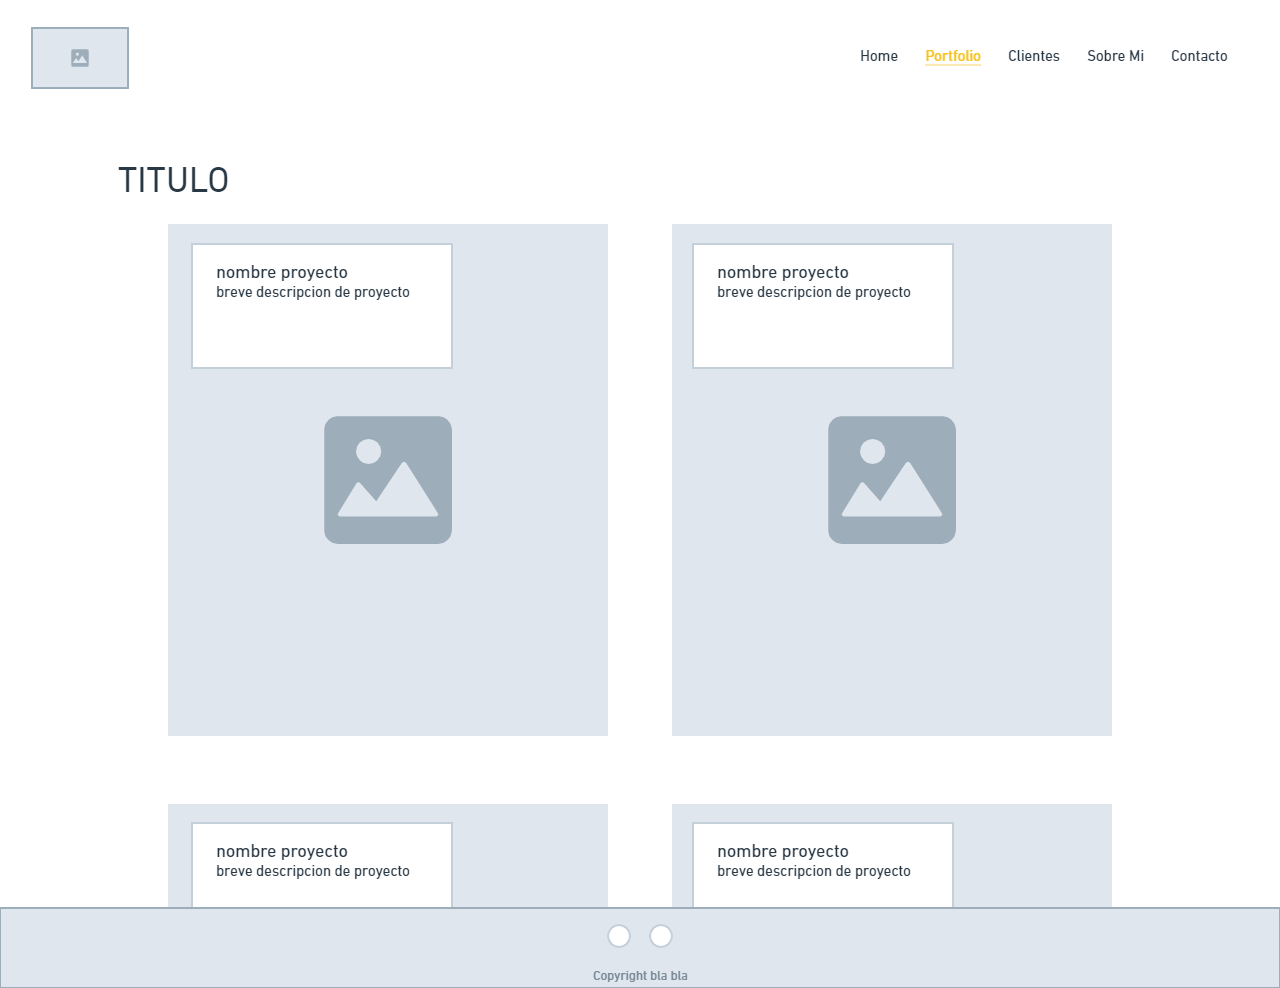 Home Portfolio Clientes Sobre Mi Contacto
TITULO
nombre proyecto
breve descripcion de proyecto
nombre proyecto
breve descripcion de proyecto
nombre proyecto
breve descripcion de proyecto
nombre proyecto
breve descripcion de proyecto
Copyright bla bla